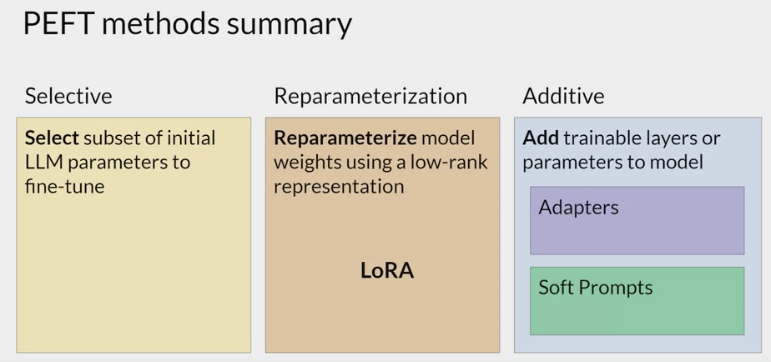 PEFT methods summary
Selective
Select subset of initial
LLM parameters to
fine-tune
Reparameterization
Reparameterize model
weights using a low-rank
representation
LoRA
Additive
Add trainable layers or
parameters to model
Adapters
Soft Prompts